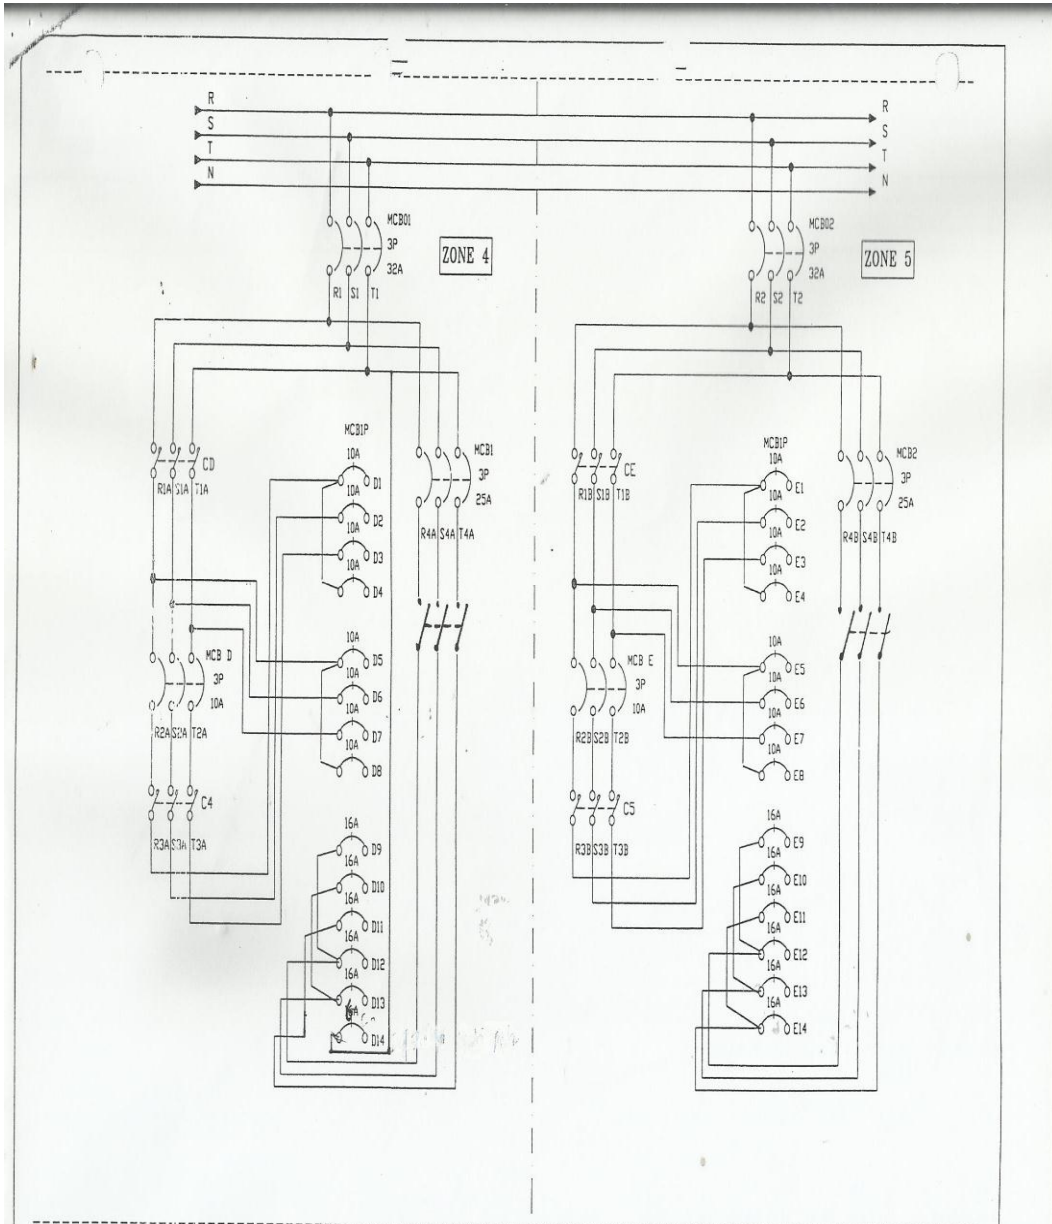 R
S
T
N
R
S
T
N
MCB01
3P
32A
ZONE 4
R1 S1 T1
MCB1P
10A
D1
10A
D2
10A
D3
10A
D4
MCB1
3P
25A
CD
R1A S1A T1A
R4A S4A T4A
10A
D5
10A
D6
10A
D7
10A
D8
MCB D
3P
10A
R2A S2A T2A
C4
R3A S3A T3A
16A
D9
16A
D10
16A
D11
16A
D12
16A
D13
D14
MCB02
3P
32A
ZONE 5
R2 S2 T2
MCB1P
10A
E1
10A
E2
10A
E3
10A
E4
MCB2
3P
25A
CE
R1B S1B T1B
R4B S4B T4B
10A
E5
10A
E6
10A
E7
10A
E8
MCB E
3P
10A
R2B S2B T2B
C5
R3B S3B T3B
16A
E9
16A
E10
16A
E11
16A
E12
16A
E13
16A
E14